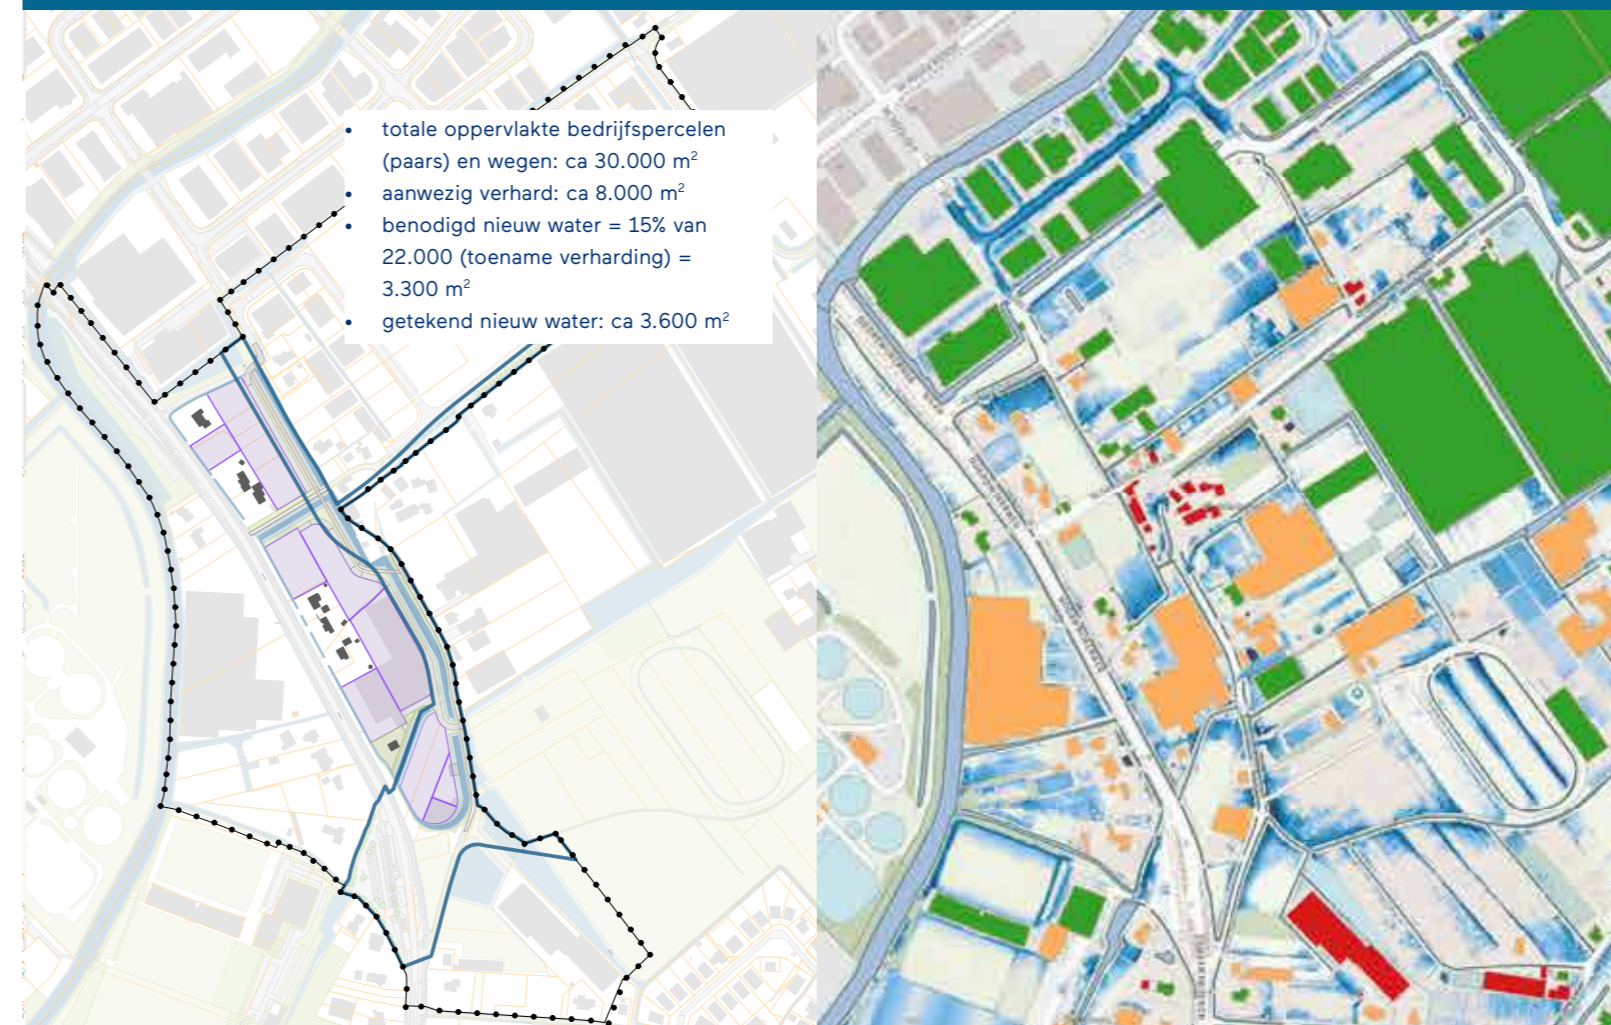 • totale oppervlakte bedrijfspercelen
(paars) en wegen: ca 30.000 m²
• aanwezig verhard: ca 8.000 m²
• benodigd nieuw water = 15% van
22.000 (toename verharding) =
3.300 m²
• getekend nieuw water: ca 3.600 m²